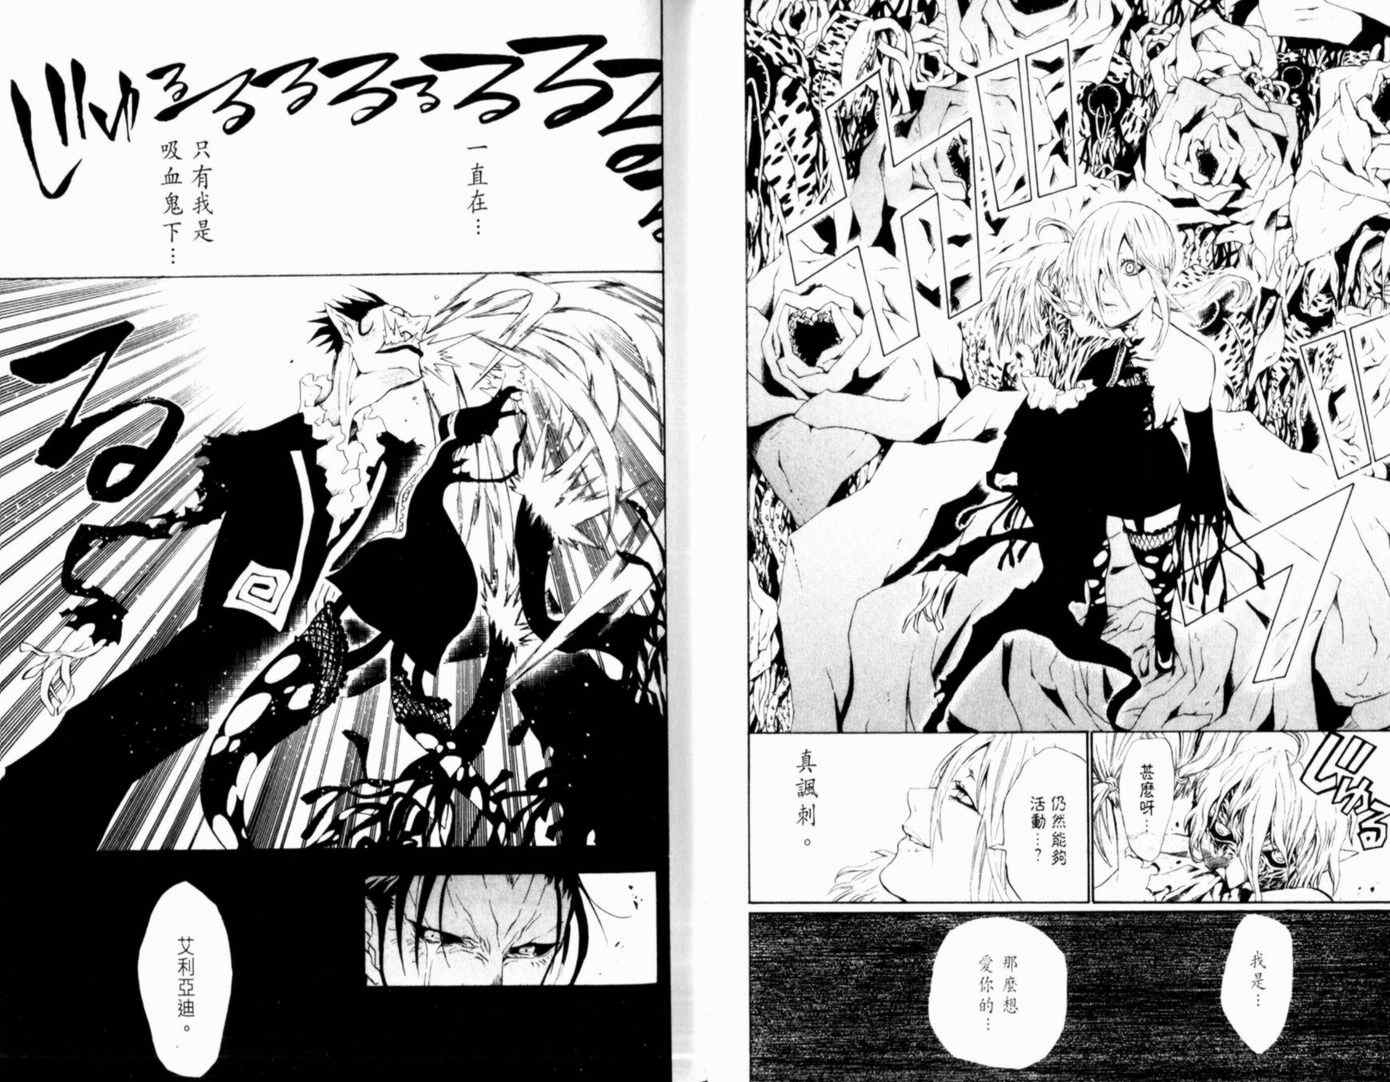 じゅる
甚麼呀…
仍然能夠
活動…？
真諷刺。
我是…
那麼想
愛你的…
じゅるるるるるるるる
一直在…
只有我是
吸血鬼下…
る
艾利亞迪。